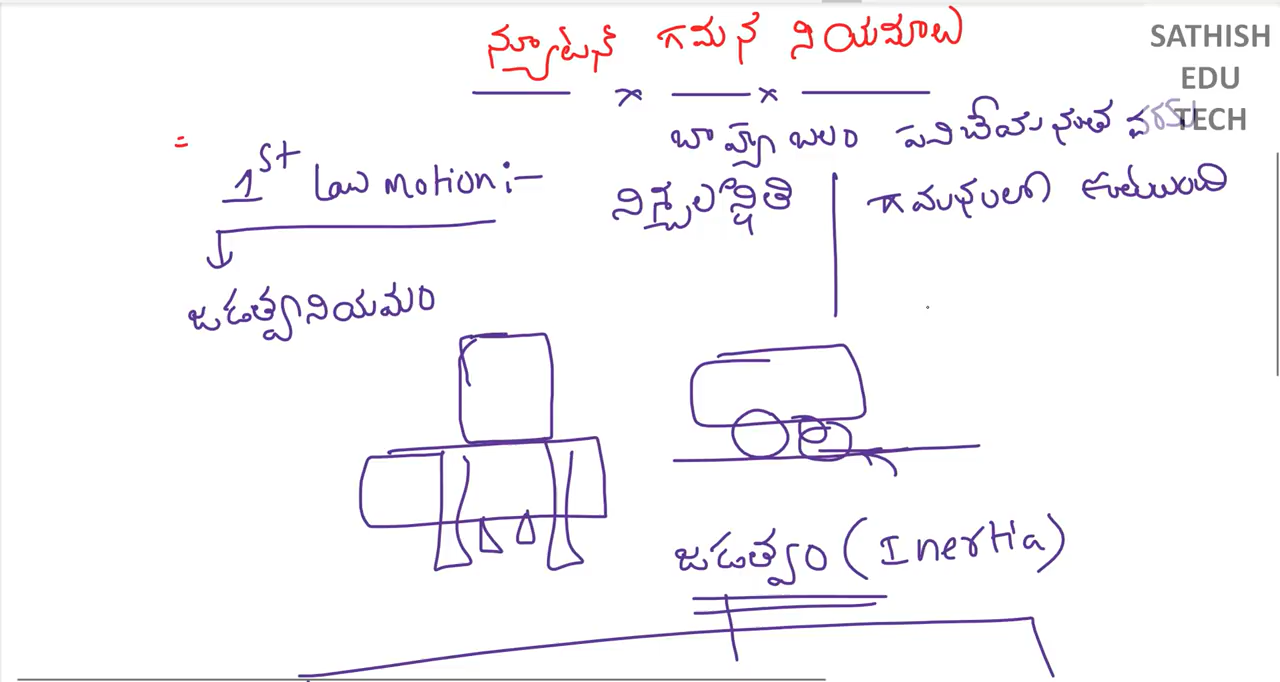 న్యూటన్ గమన నియమాలు
SATHISH
EDU
TECH
బాహ్య బలం పనిచేయనంత వరకు
1st law motion :-
నిశ్చలస్థితి
గమనంలో ఉంటుంది
జడత్వ నియమం
జడత్వం (Inertia)